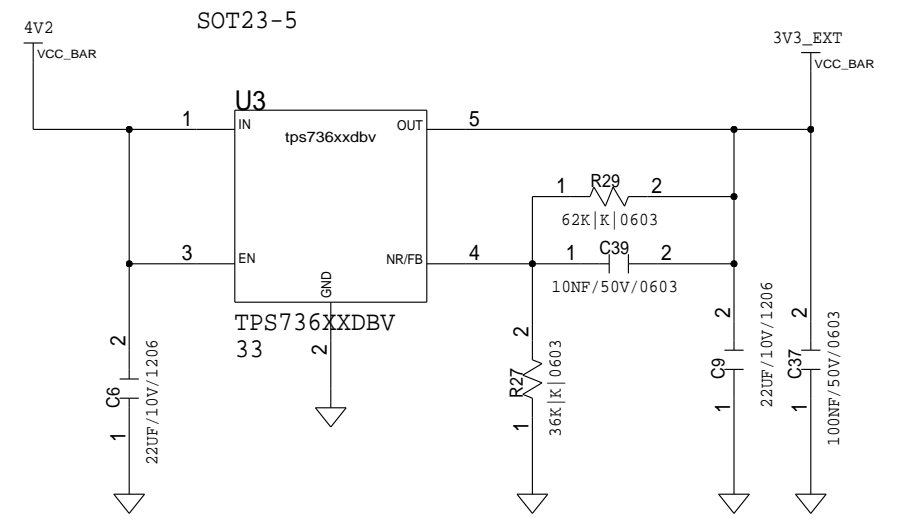 SOT23-5
4V2
VCC_BAR
3V3_EXT
VCC_BAR
U3
1
IN
OUT
5
tps736xxdbv
1
R29
2
62K|K|0603
3
EN
NR/FB
4
1
C39
2
10NF/50V/0603
GND
2
TPS736XXDBV
33
2
C6
1
22UF/10V/1206
2
R27
1
36K|K|0603
2
C9
1
22UF/10V/1206
2
C37
1
100NF/50V/0603